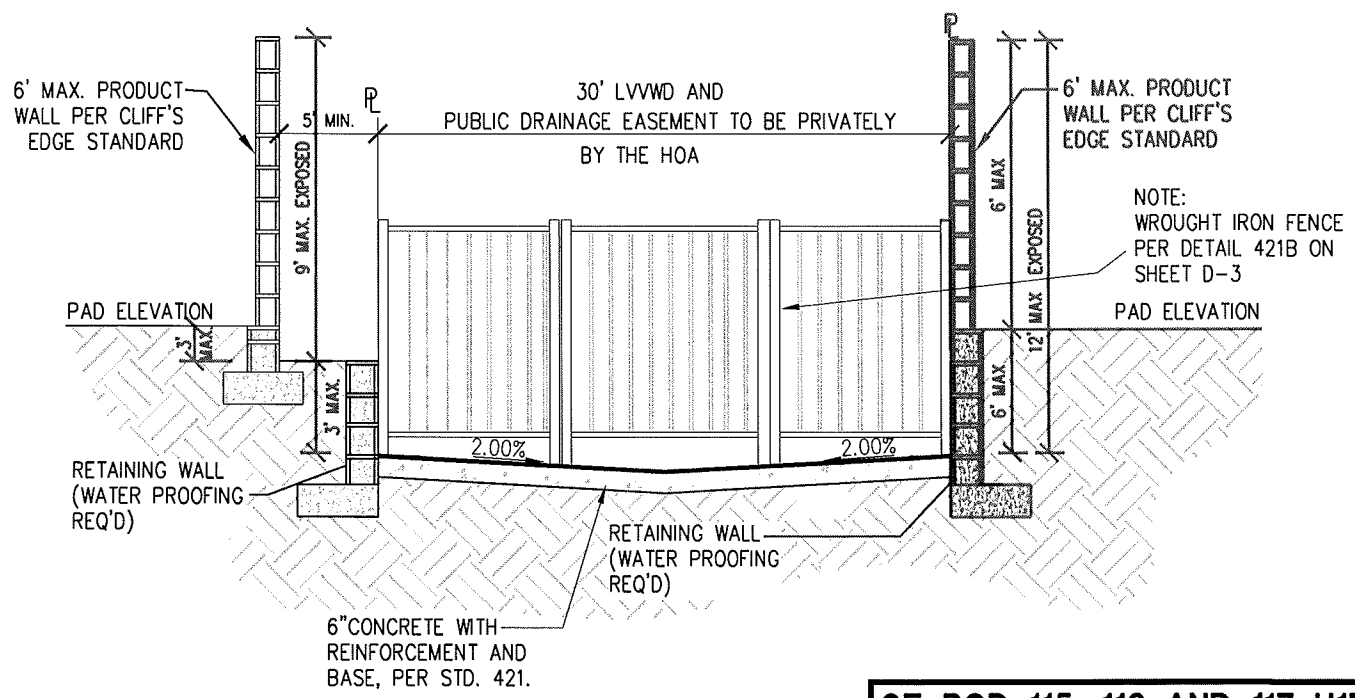 6' MAX. PRODUCT
WALL PER CLIFF'S
EDGE STANDARD
5' MIN.
PL
30' LVVWD AND
PUBLIC DRAINAGE EASEMENT TO BE PRIVATELY
BY THE HOA
PL
6' MAX. PRODUCT
WALL PER CLIFF'S
EDGE STANDARD
9' MAX. EXPOSED
6' MAX
12' MAX EXPOSED
NOTE:
WROUGHT IRON FENCE
PER DETAIL 421B ON
SHEET D-3
PAD ELEVATION
PAD ELEVATION
3' MAX.
3' MAX.
6' MAX.
2.00%
2.00%
RETAINING WALL
(WATER PROOFING
REQ'D)
RETAINING WALL
(WATER PROOFING
REQ'D)
6"CONCRETE WITH
REINFORCEMENT AND
BASE, PER STD. 421.